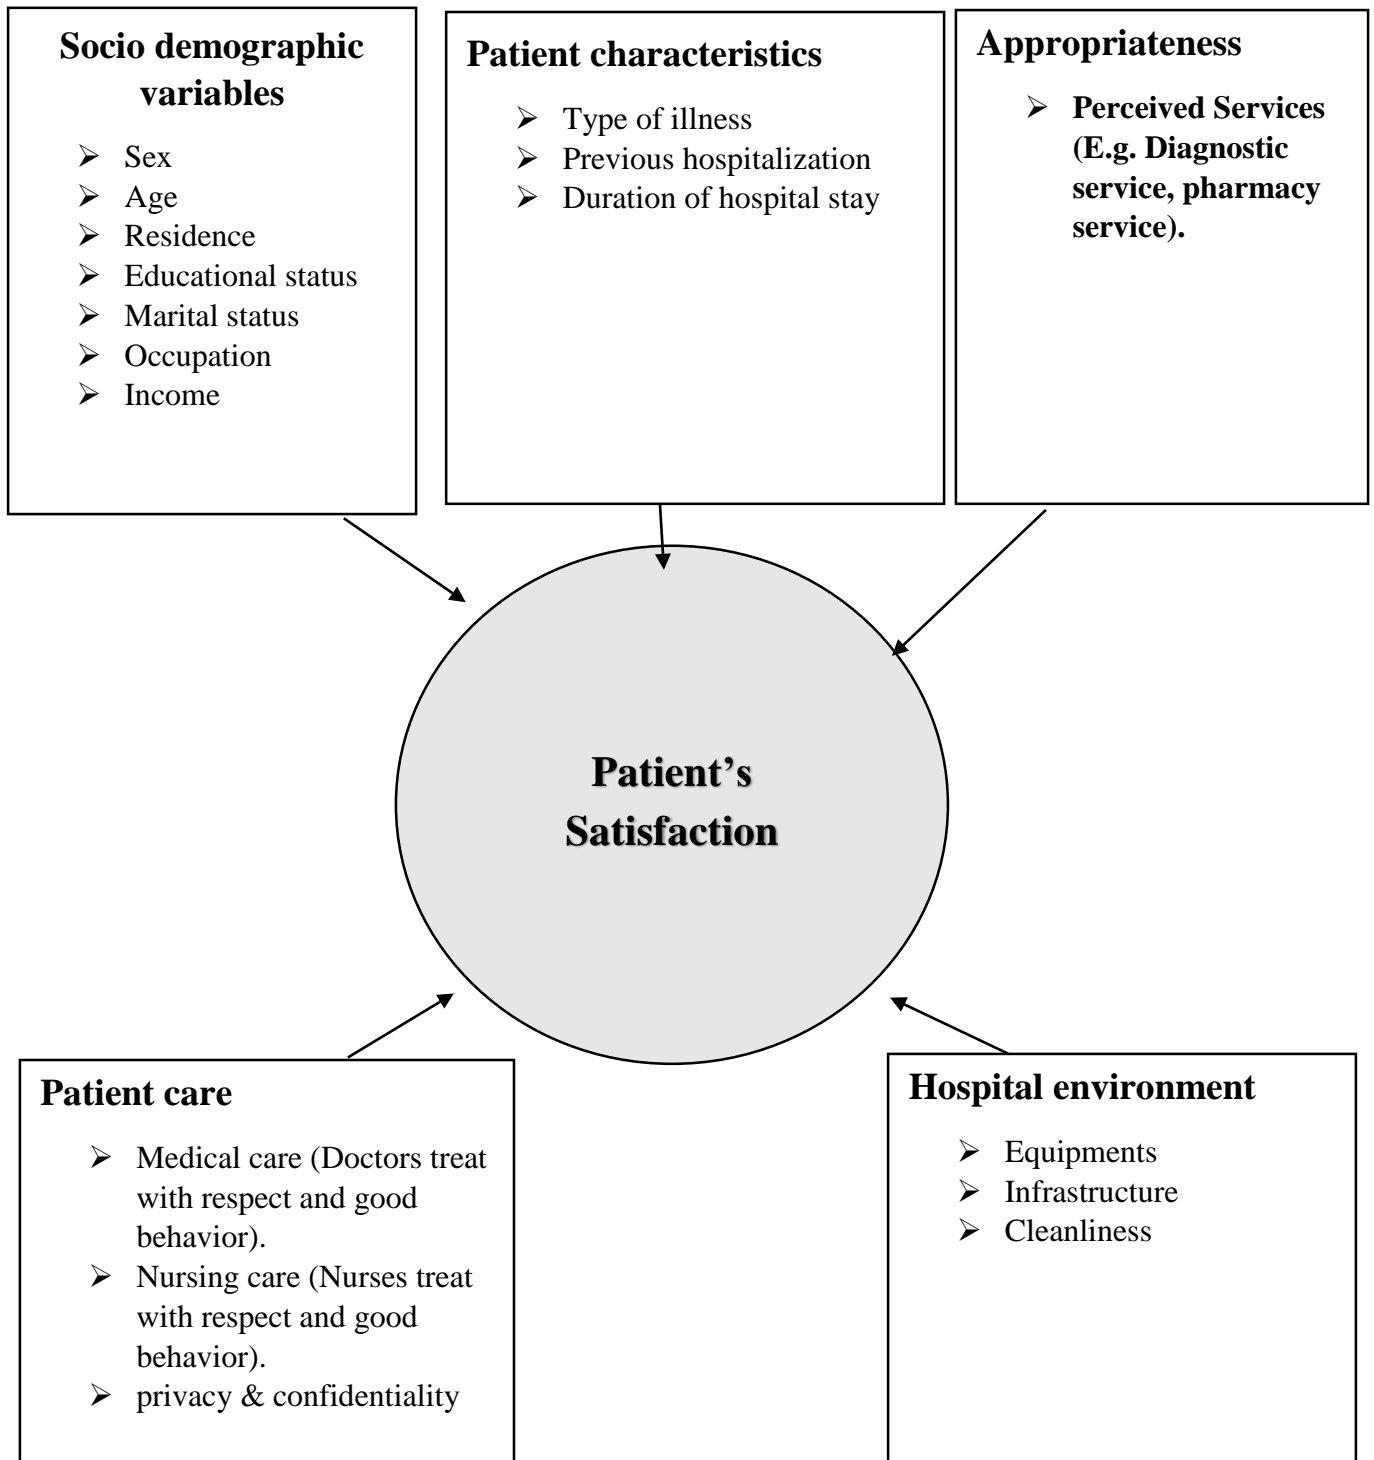 Socio demographic
variables
➢ Sex
➢ Age
➢ Residence
➢ Educational status
➢ Marital status
➢ Occupation
➢ Income
Patient characteristics
➢ Type of illness
➢ Previous hospitalization
➢ Duration of hospital stay
Appropriateness
➢ Perceived Services
(E.g. Diagnostic
service, pharmacy
service).
Patient’s
Satisfaction
Patient care
➢ Medical care (Doctors treat
with respect and good
behavior).
➢ Nursing care (Nurses treat
with respect and good
behavior).
➢ privacy & confidentiality
Hospital environment
➢ Equipments
➢ Infrastructure
➢ Cleanliness